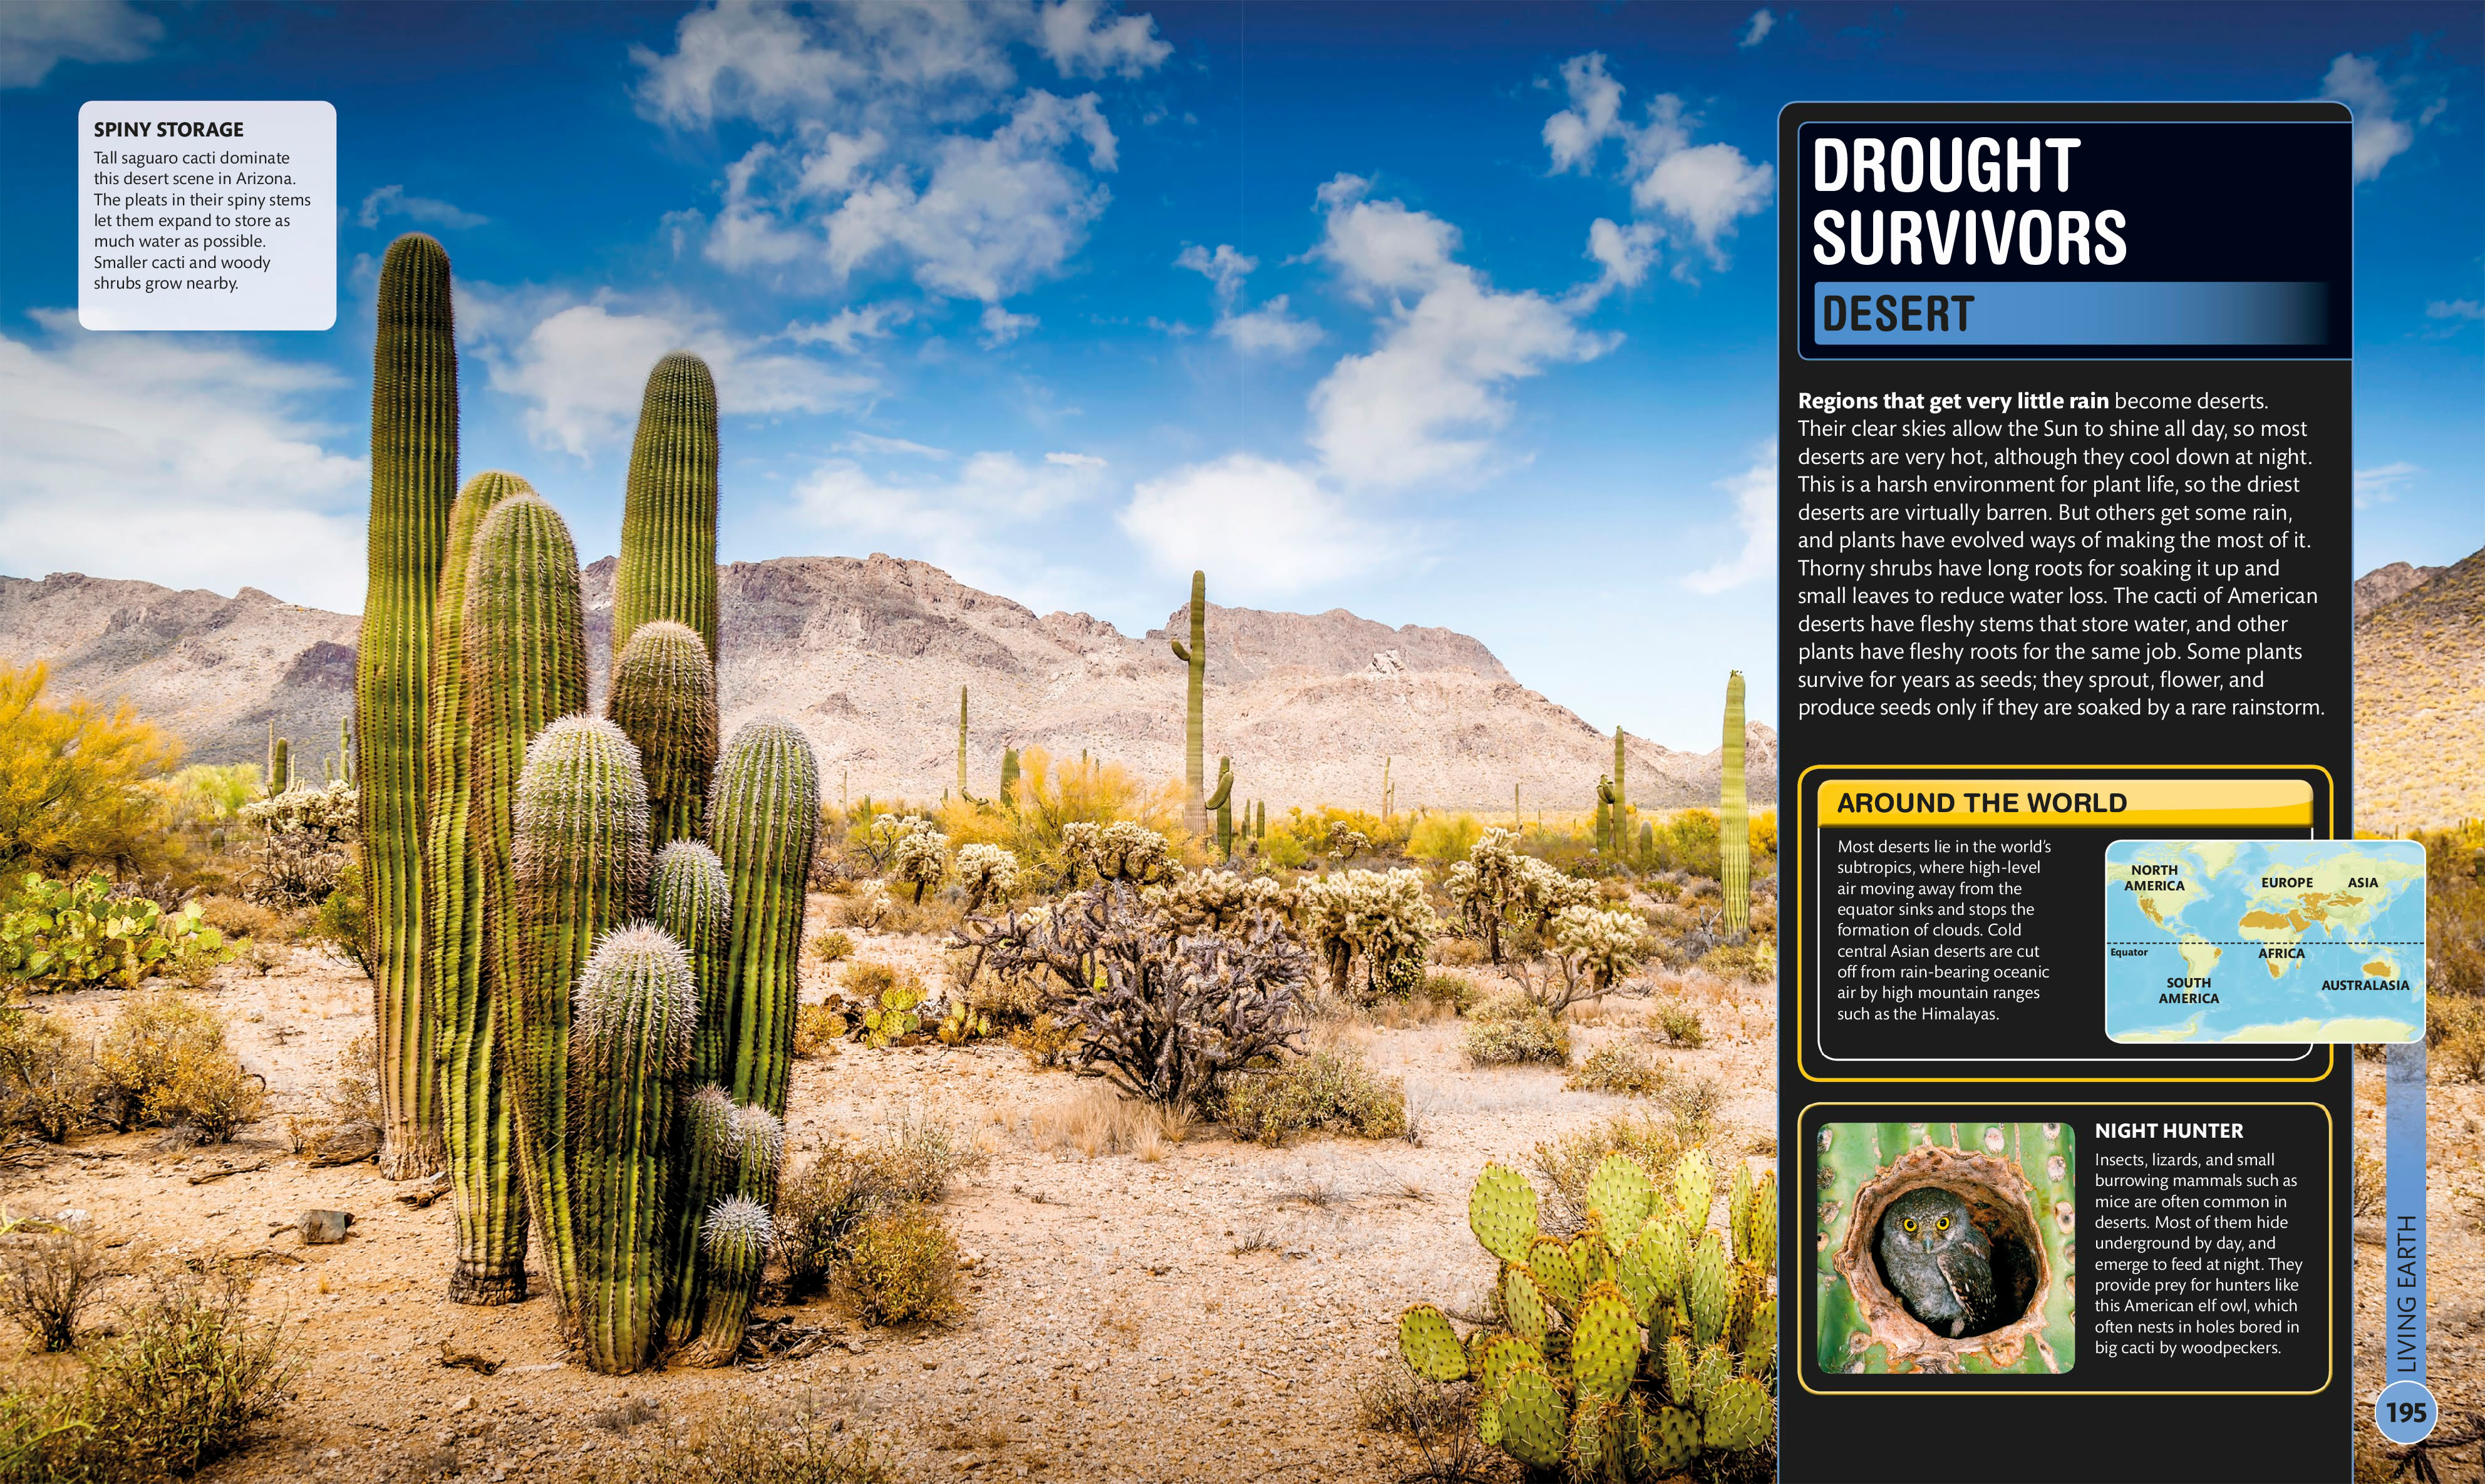 SPINY STORAGE
Tall saguaro cacti dominate
this desert scene in Arizona.
The pleats in their spiny stems
let them expand to store as
much water as possible.
Smaller cacti and woody
shrubs grow nearby.
DROUGHT
SURVIVORS
DESERT
Regions that get very little rain become deserts.
Their clear skies allow the Sun to shine all day, so most
deserts are very hot, although they cool down at night.
This is a harsh environment for plant life, so the driest
deserts are virtually barren. But others get some rain,
and plants have evolved ways of making the most of it.
Thorny shrubs have long roots for soaking it up and
small leaves to reduce water loss. The cacti of American
deserts have fleshy stems that store water, and other
plants have fleshy roots for the same job. Some plants
survive for years as seeds; they sprout, flower, and
produce seeds only if they are soaked by a rare rainstorm.
AROUND THE WORLD
Most deserts lie in the world’s
subtropics, where high-level
air moving away from the
equator sinks and stops the
formation of clouds. Cold
central Asian deserts are cut
off from rain-bearing oceanic
air by high mountain ranges
such as the Himalayas.
NORTH
AMERICA
EUROPE
ASIA
Equator
AFRICA
SOUTH
AMERICA
AUSTRALASIA
NIGHT HUNTER
Insects, lizards, and small
burrowing mammals such as
mice are often common in
deserts. Most of them hide
underground by day, and
emerge to feed at night. They
provide prey for hunters like
this American elf owl, which
often nests in holes bored in
big cacti by woodpeckers.
LIVING EARTH
195